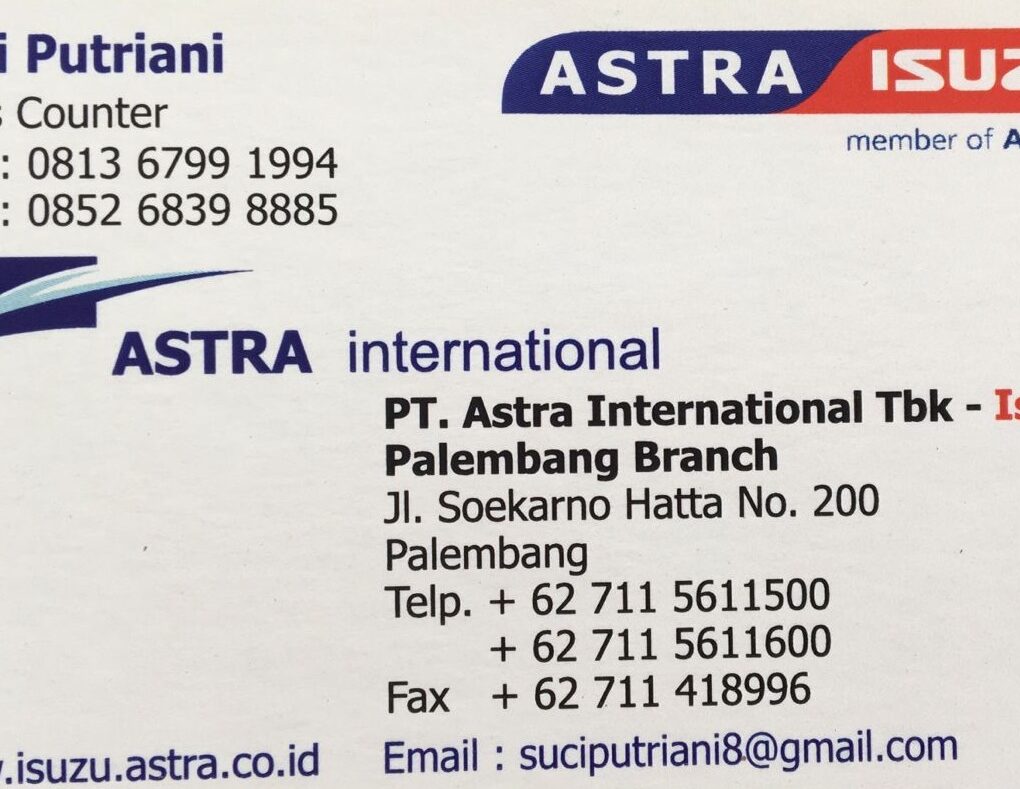 i Putriani
s Counter
: 0813 6799 1994
: 0852 6839 8885
ASTRA ISUZ
member of A
ASTRA international
PT. Astra International Tbk - Is
Palembang Branch
Jl. Soekarno Hatta No. 200
Palembang
Telp. + 62 711 5611500
+ 62 711 5611600
Fax + 62 711 418996
.isuzu.astra.co.id
Email : suciputriani8@gmail.com